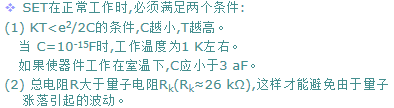 ❖ SET在正常工作时,必须满足两个条件:
(1) KT<e²/2C的条件,C越小,T越高。
当 C=10⁻¹⁵F时,工作温度为1 K左右。
如果使器件工作在室温下,C应小于3 aF。
(2) 总电阻R大于量子电阻Rₖ(Rₖ≈26 kΩ),这样才能避免由于量子
涨落引起的波动。